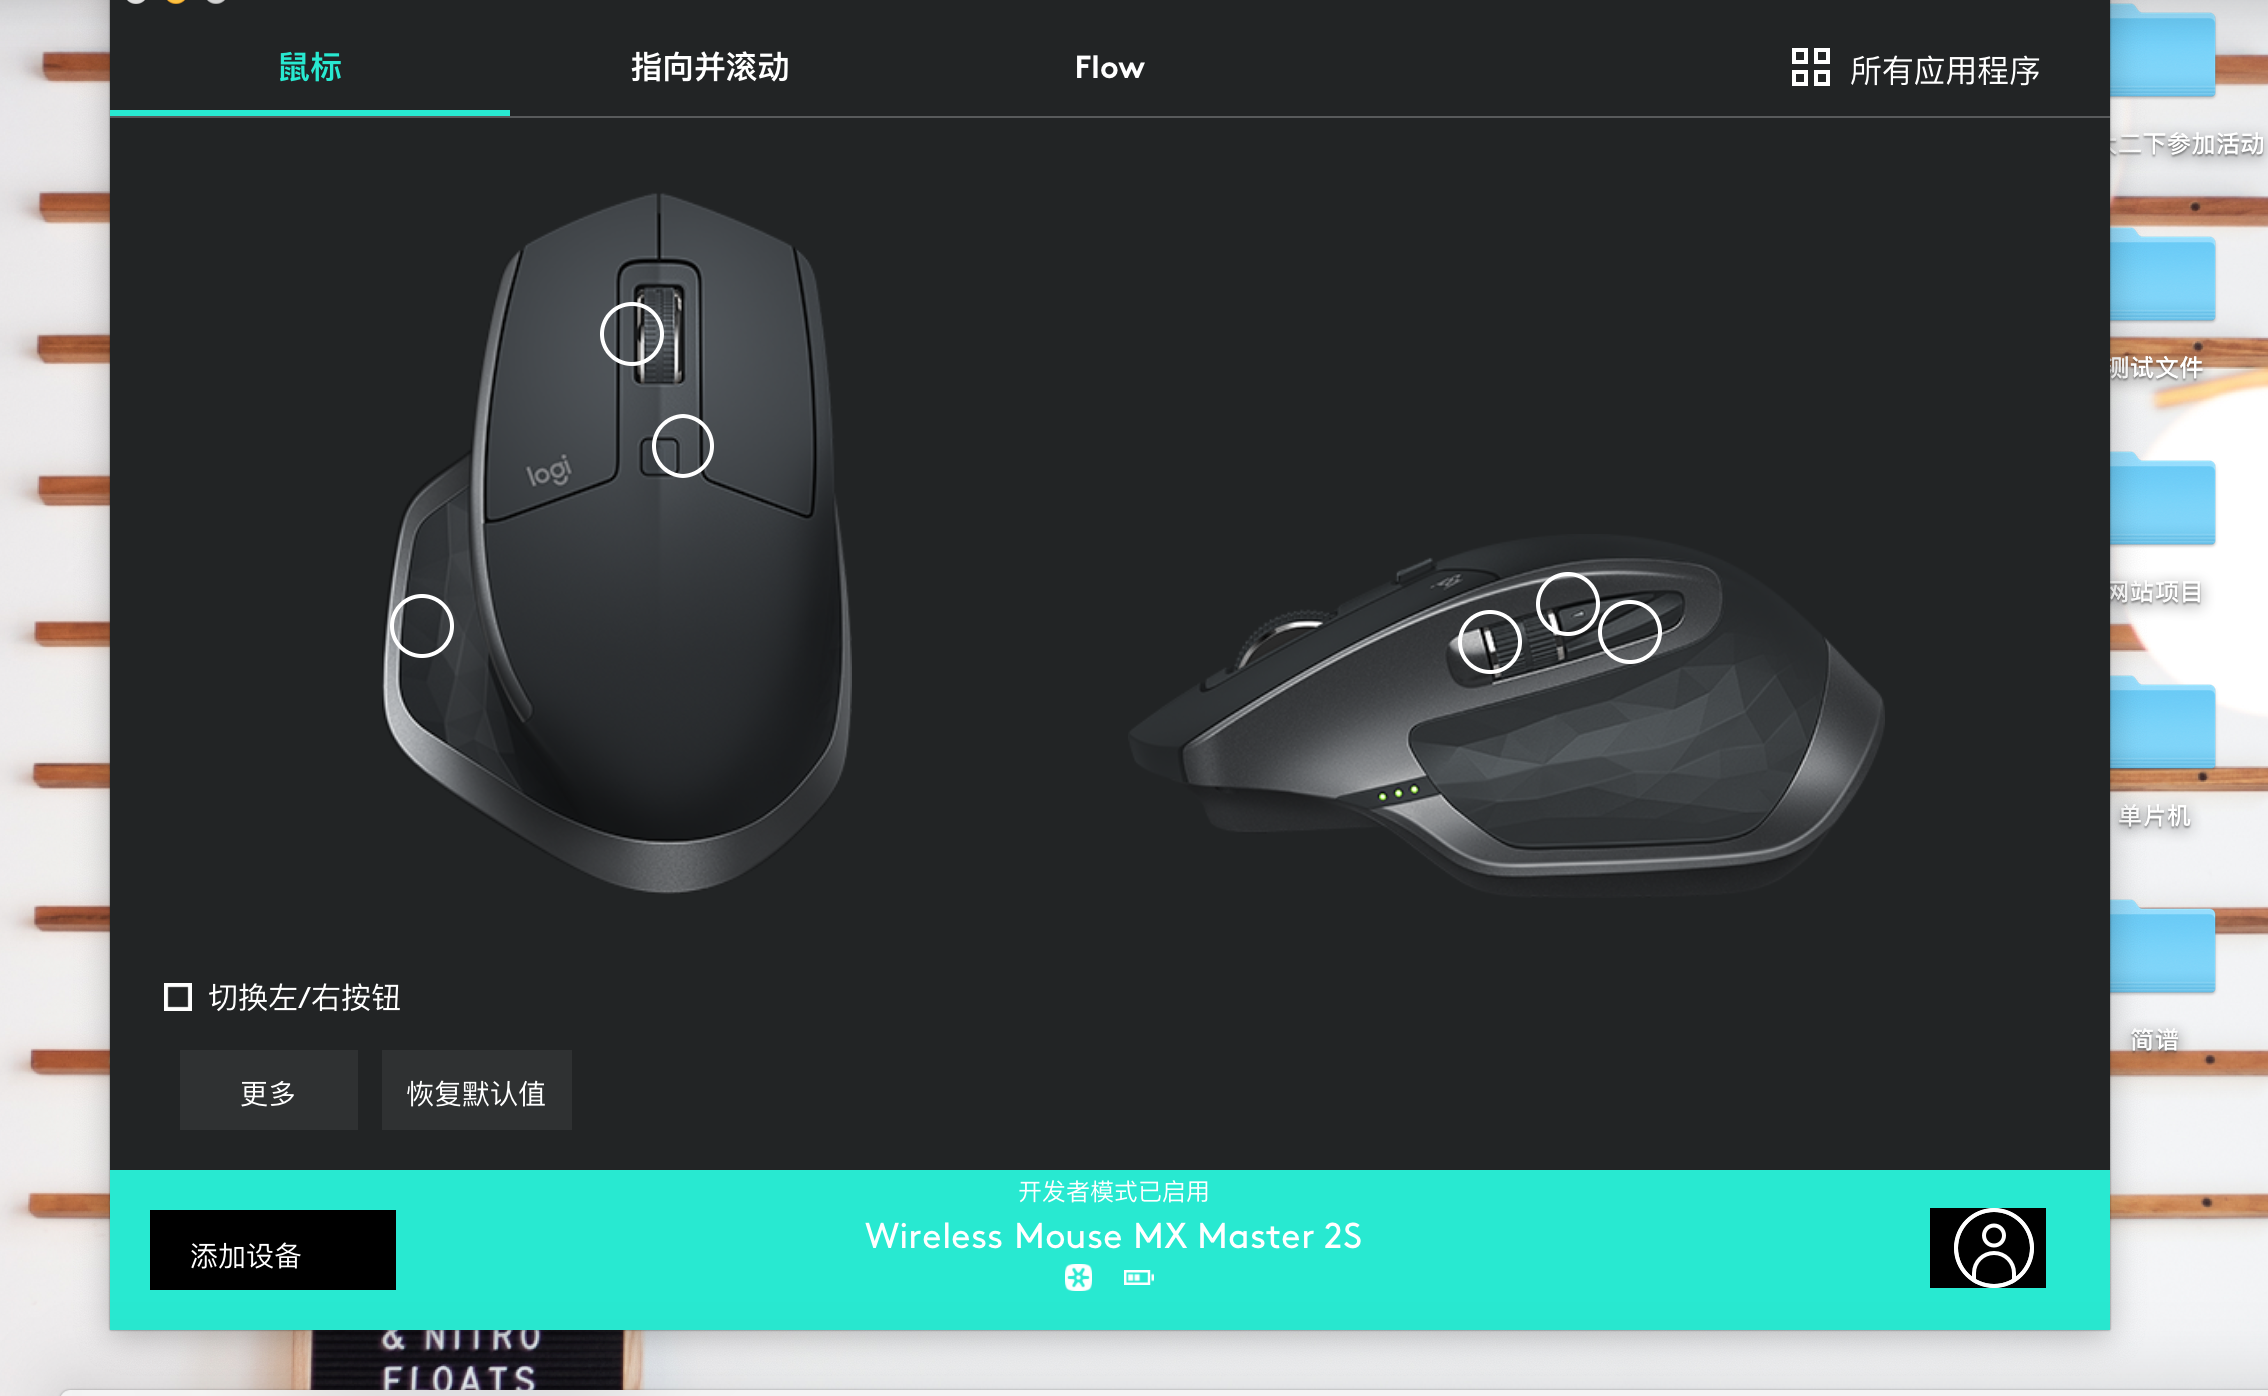 鼠标
指向并滚动
Flow
所有应用程序
二下参加活动
测试文件
网站项目
单片机
简谱
logi
切换左/右按钮
更多
恢复默认值
开发者模式已启用
Wireless Mouse MX Master 2S
添加设备
& NITRO
FLOATS